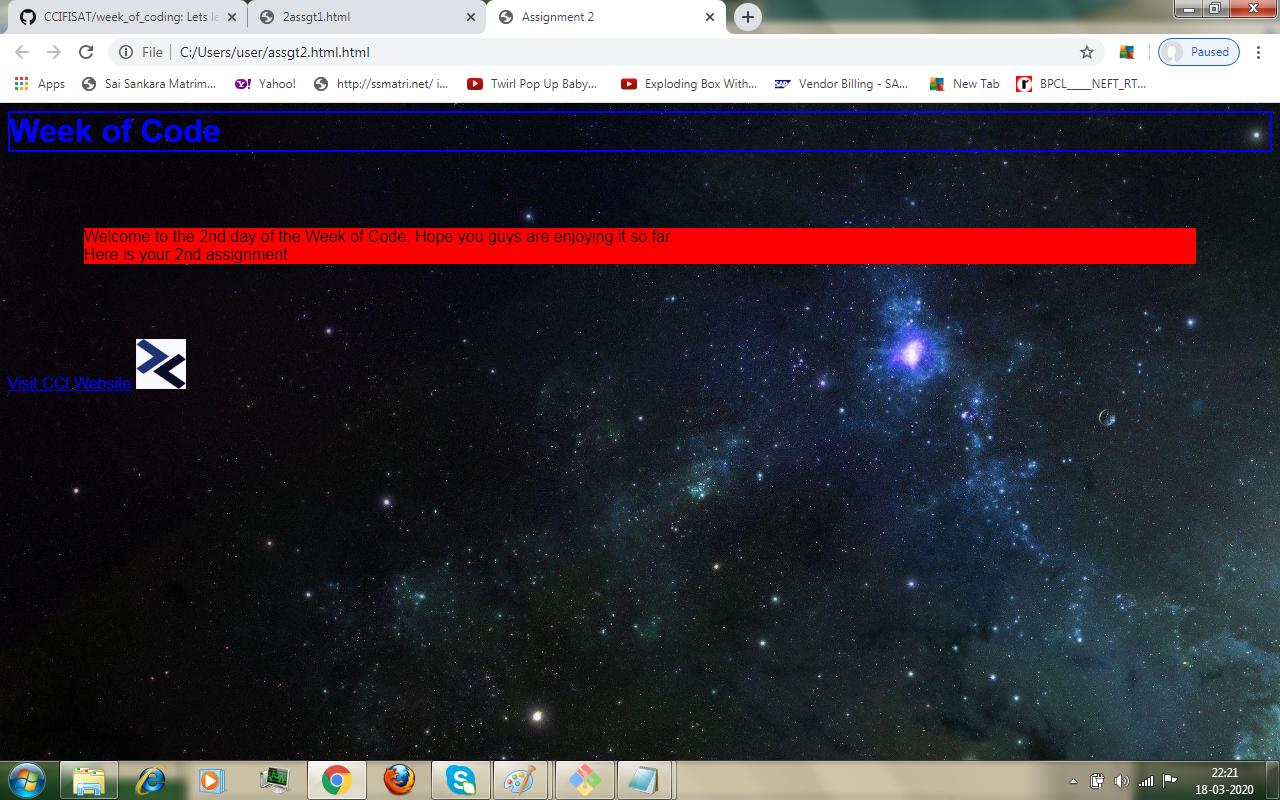 CCIFISAT/week_of_coding: Lets le
2assgt1.html
Assignment 2
File
C:/Users/user/assgt2.html.html
Paused
Apps
Sai Sankara Matrim...
Yahoo!
http://ssmatri.net/ i...
Twirl Pop Up Baby...
Exploding Box With...
Vendor Billing - SA...
New Tab
BPCL____NEFT_RT...
Week of Code
Welcome to the 2nd day of the Week of Code. Hope you guys are enjoying it so far.
Here is your 2nd assignment
Visit CCI Website
22:21
18-03-2020